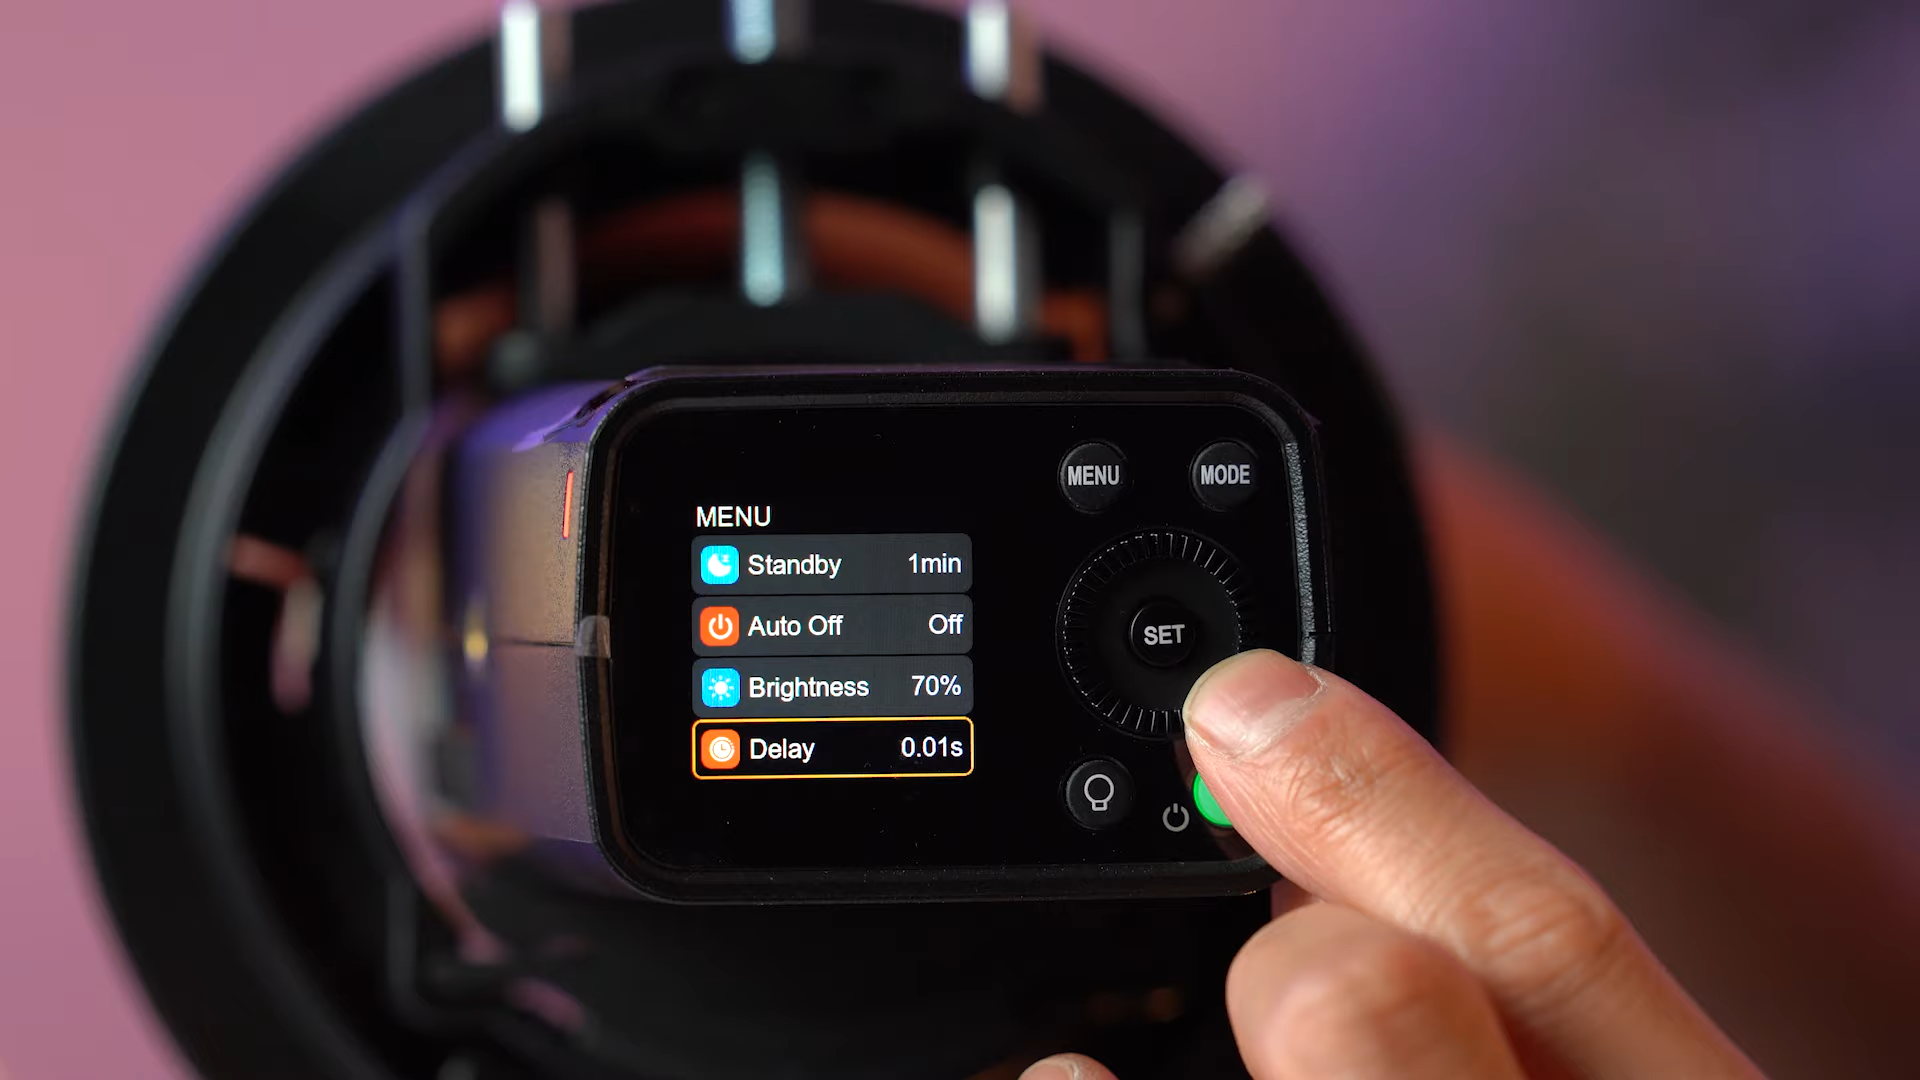 MENU MODE
MENU
Standby 1min
Auto Off Off
SET
Brightness 70%
Delay 0.01s